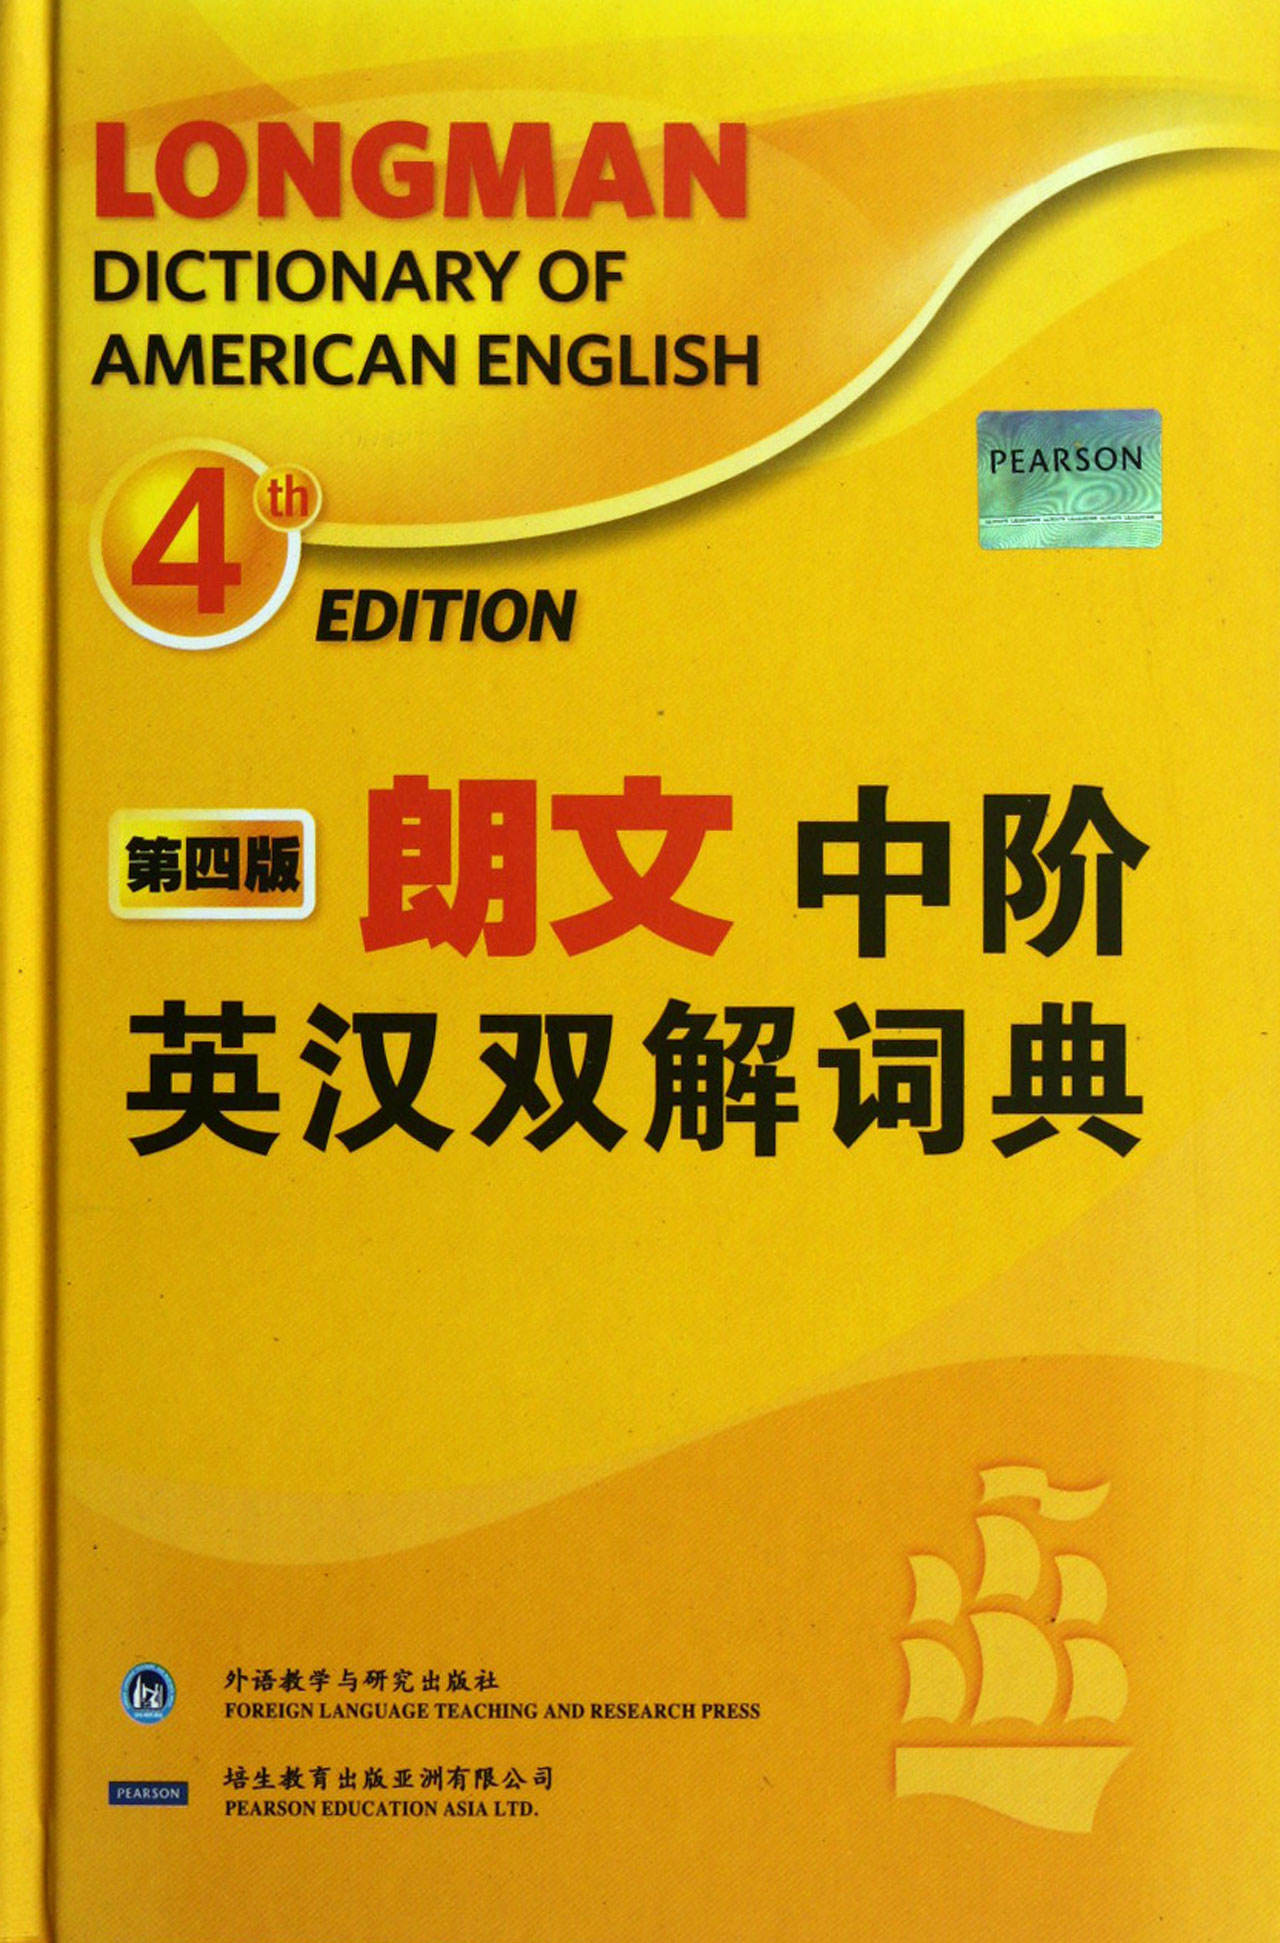 LONGMAN
DICTIONARY OF
AMERICAN ENGLISH
4th
EDITION
PEARSON
第四版
朗文 中阶
英汉双解词典
外语教学与研究出版社
FOREIGN LANGUAGE TEACHING AND RESEARCH PRESS
PEARSON
培生教育出版亚洲有限公司
PEARSON EDUCATION ASIA LTD.